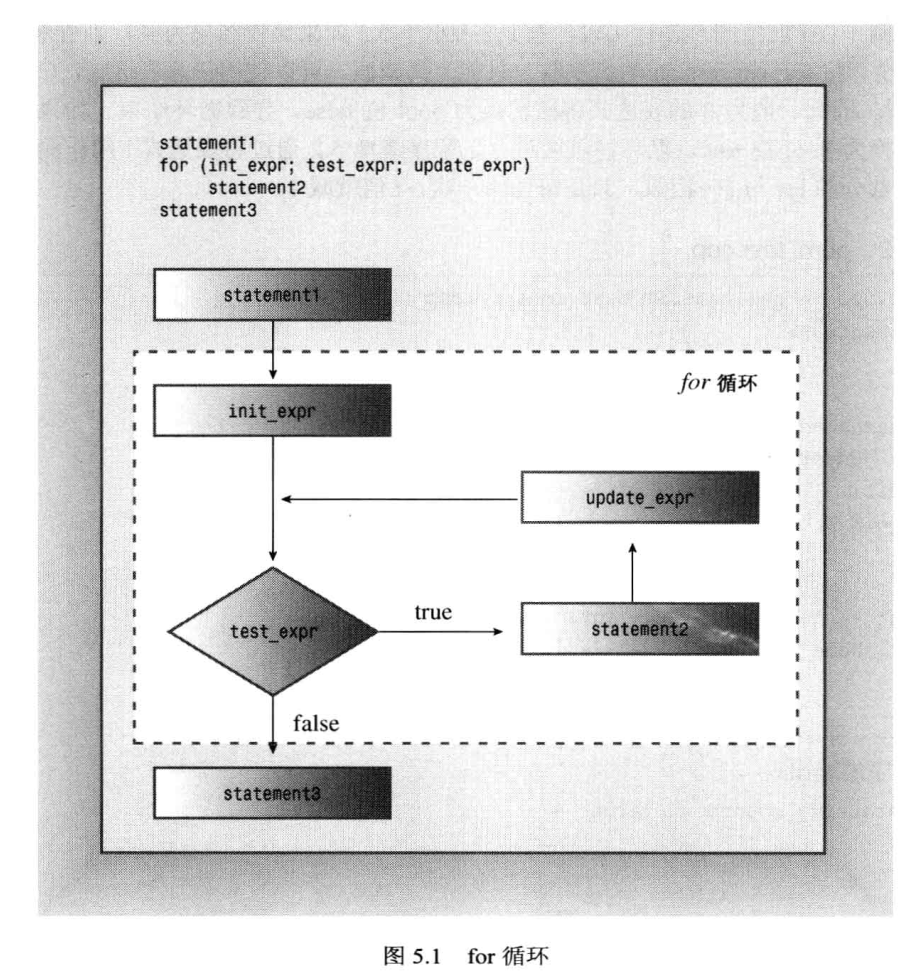 statement1
for (int_expr; test_expr; update_expr)
statement2
statement3
statement1
for 循环
init_expr
update_expr
test_expr
true
statement2
false
statement3
图 5.1 for 循环